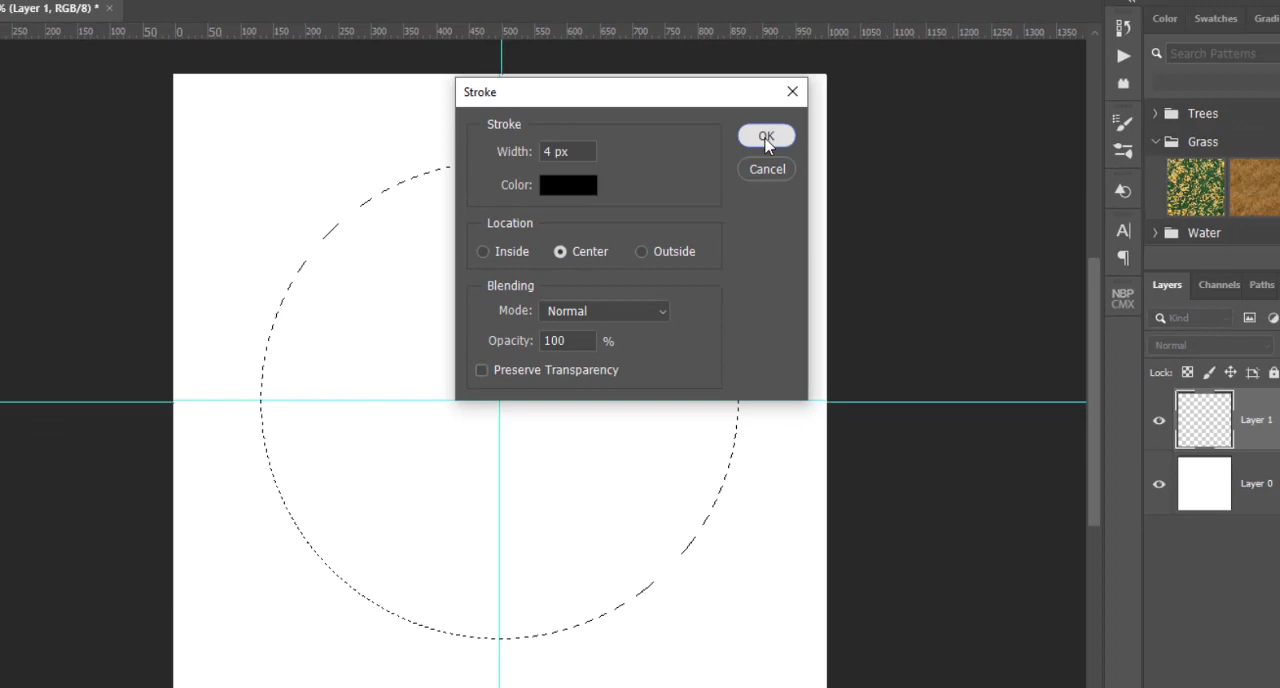 % (Layer 1, RGB/8) * ×
250 200 150 100 50 0 50 100 150 200 250 300 350 400 450 500 550 600 650 700 750 800 850 900 950 1000 1050 1100 1150 1200 1250 1300 1350
Stroke
Stroke
Width: 4 px
Color:
OK
Cancel
Location
Inside Center Outside
Blending
Mode: Normal
Opacity: 100 %
Preserve Transparency
A|
NBP
CMX
Color Swatches Gradi
Search Patterns
Trees
Grass
Water
Layers Channels Paths
Kind
Normal
Lock:
Layer 1
Layer 0